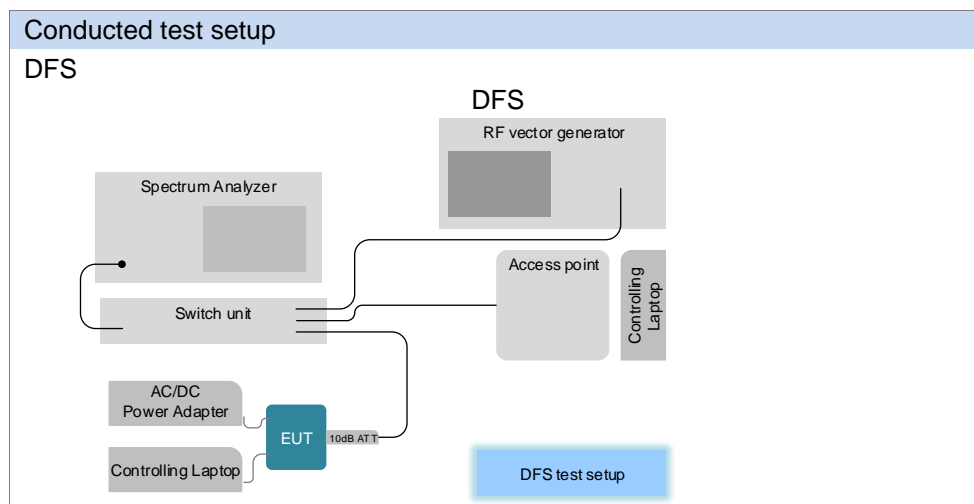 Conducted test setup
DFS
DFS
RF vector generator
Spectrum Analyzer
Access point
Controlling
Laptop
Switch unit
AC/DC
Power Adapter
EUT
10dB ATT
Controlling Laptop
DFS test setup